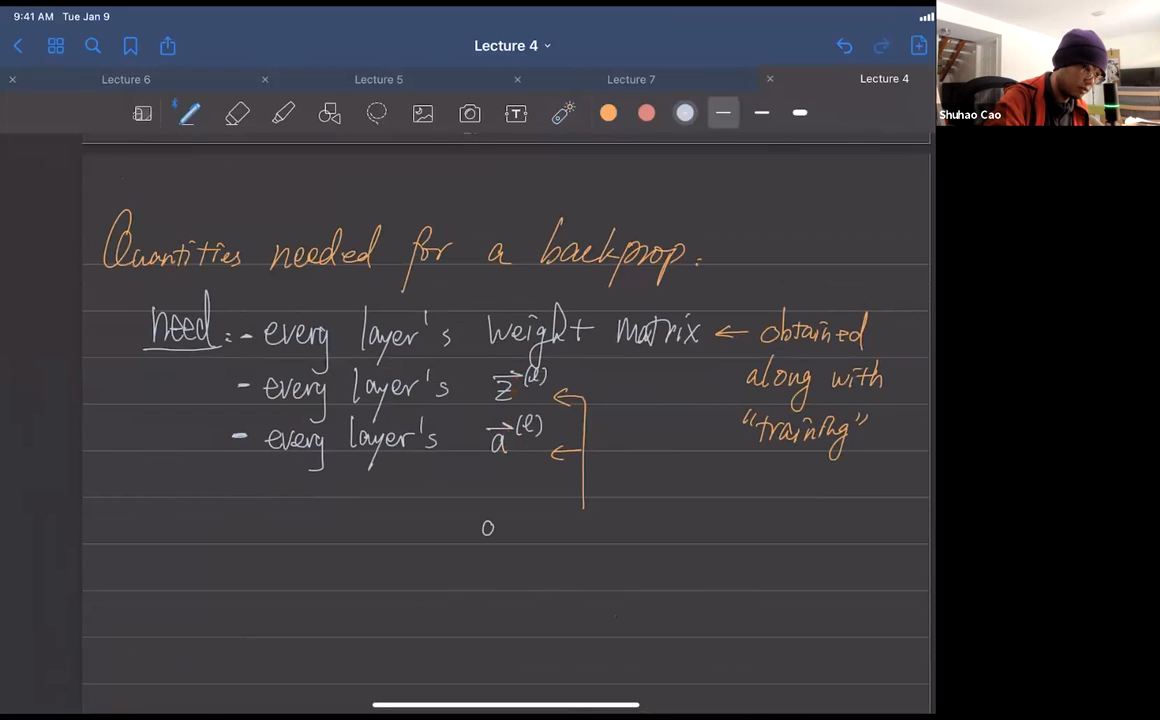 9:41 AM Tue Jan 9
Lecture 4
Lecture 6
Lecture 5
Lecture 7
Lecture 4
Shuhao Cao
Quantities needed for a backprop:
need: - every layer's weight matrix ← obtained
along with
"training"
- every layer's z⃗^(l)
- every layer's a⃗^(l)
o